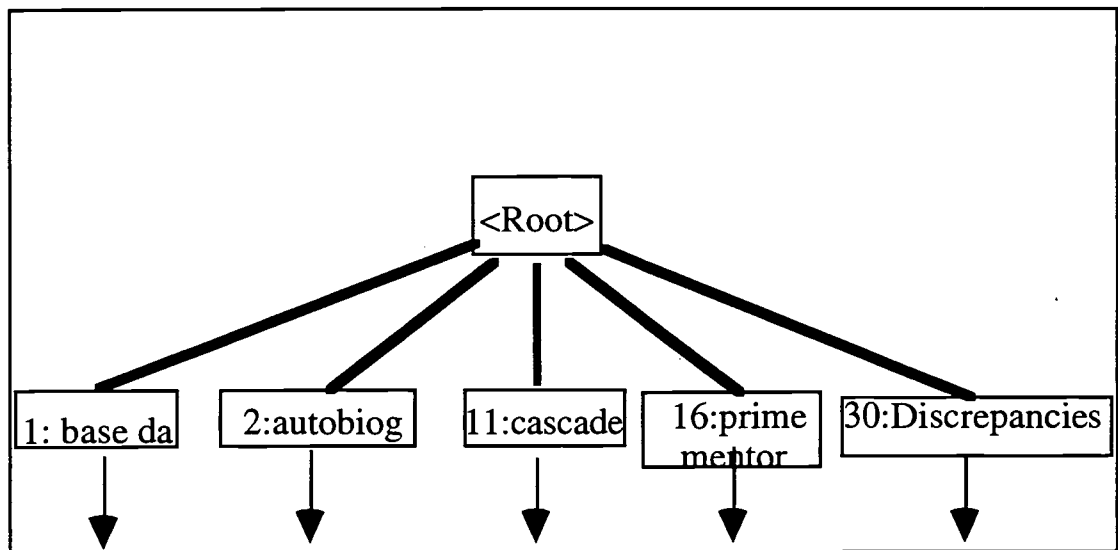 <Root>
1: base da
2:autobiog
11:cascade
16:prime
mentor
30:Discrepancies